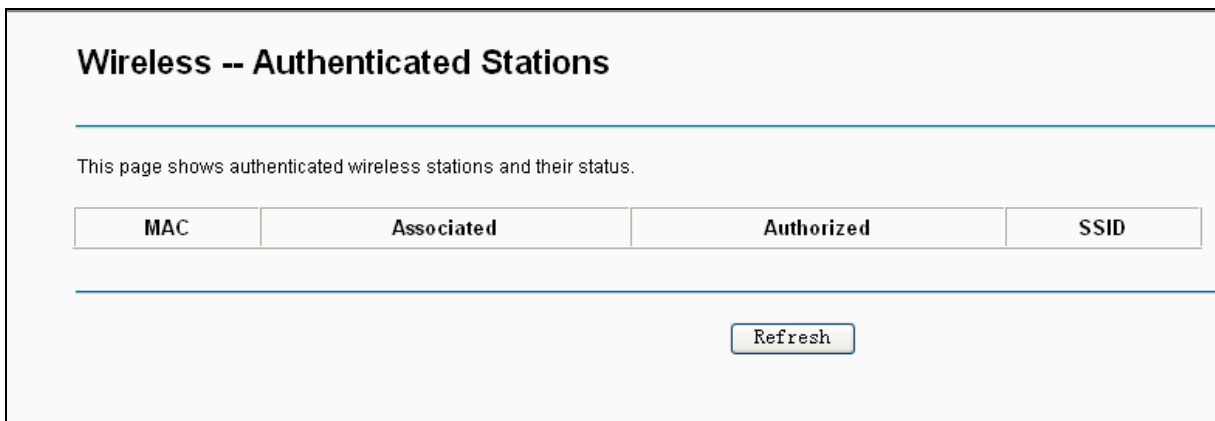 Wireless -- Authenticated Stations
This page shows authenticated wireless stations and their status.
MAC Associated Authorized SSID
Refresh